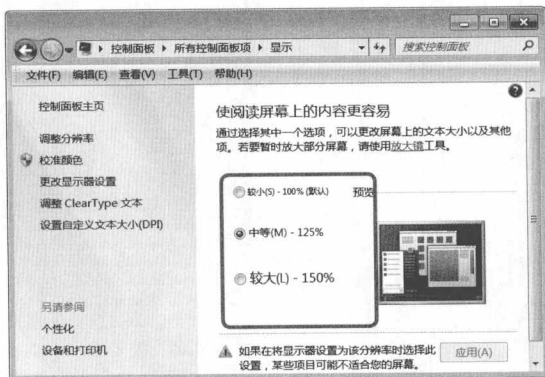 控制面板 ▸ 所有控制面板项 ▸ 显示
搜索控制面板
文件(F) 编辑(E) 查看(V) 工具(T) 帮助(H)
控制面板主页
调整分辨率
校准颜色
更改显示器设置
调整 ClearType 文本
设置自定义文本大小(DPI)
另请参阅
个性化
设备和打印机
使阅读屏幕上的内容更容易
通过选择其中一个选项，可以更改屏幕上的文本大小以及其他
项。若要暂时放大部分屏幕，请使用放大镜工具。
较小(S) - 100% (默认)
预览
中等(M) - 125%
较大(L) - 150%
如果在将显示器设置为该分辨率时选择此
设置，某些项目可能不适合您的屏幕。
应用(A)